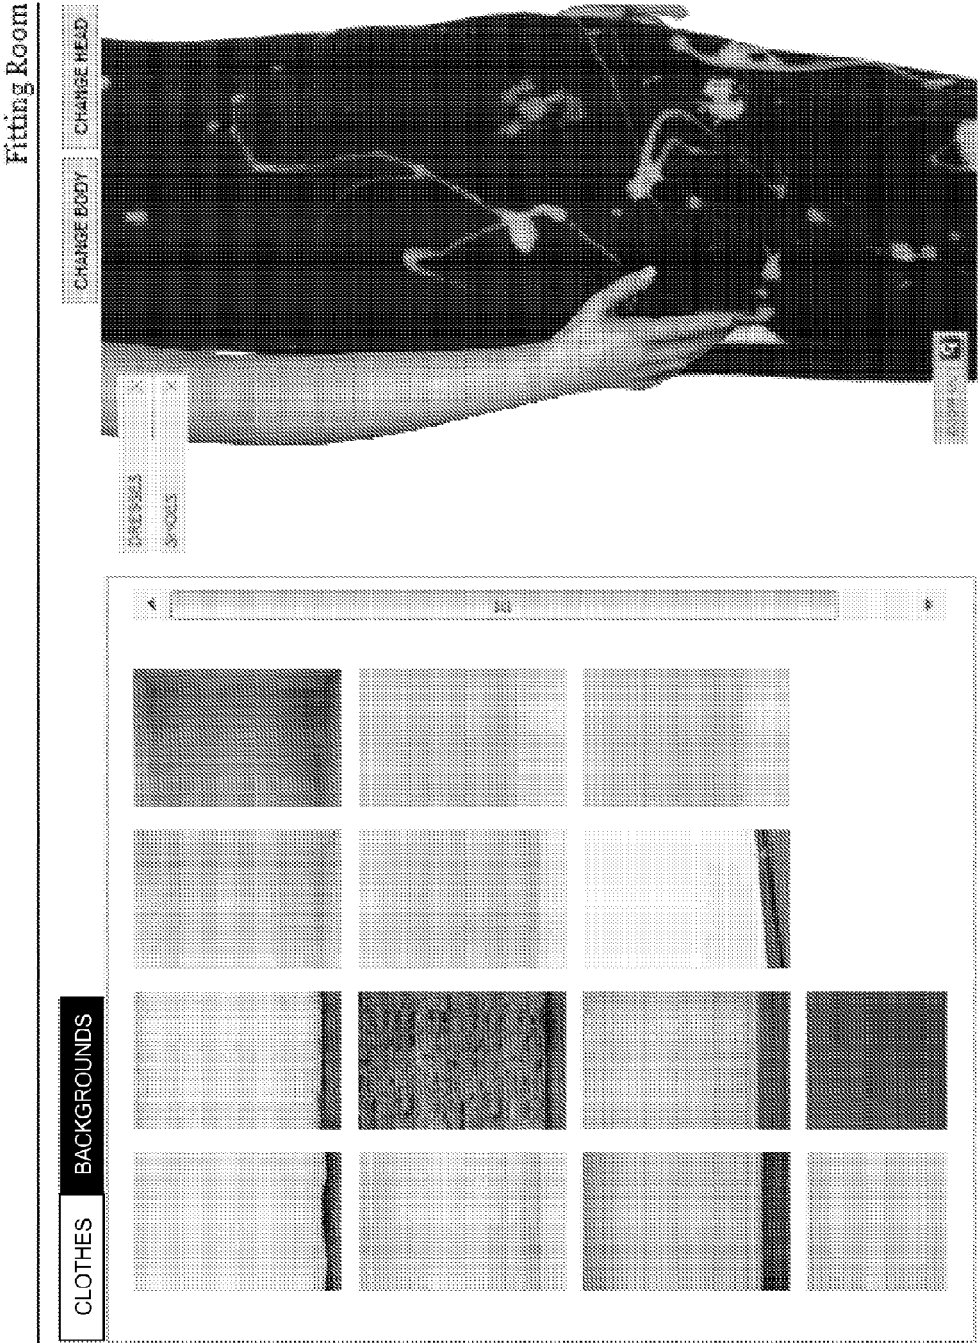 Fitting Room
CLOTHES
BACKGROUNDS
CHANGE BODY
CHANGE HEAD
DRESSES X
SHOES X